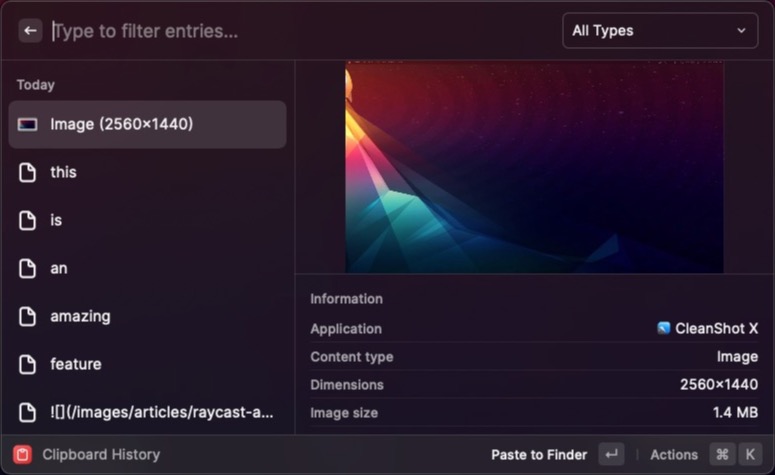 Type to filter entries...
All Types
Today
Image (2560×1440)
this
is
an
amazing
feature
![](/images/articles/raycast-a...
Information
Application CleanShot X
Content type Image
Dimensions 2560×1440
Image size 1.4 MB
Clipboard History
Paste to Finder ↵ Actions ⌘ K